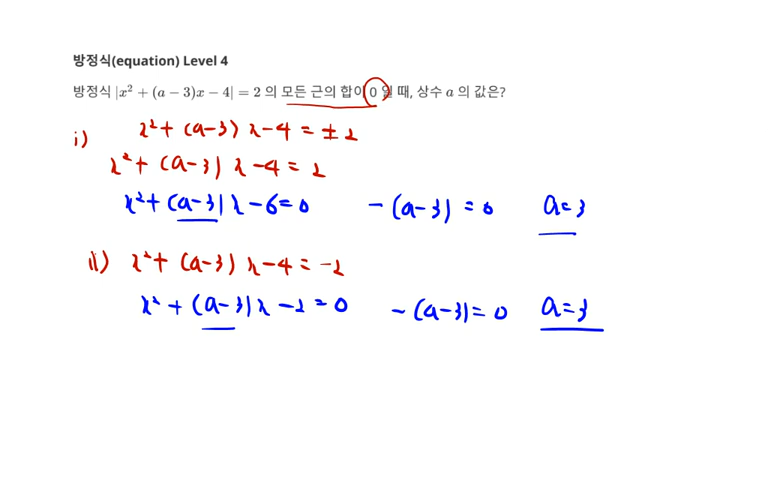 방정식(equation) Level 4
방정식 |x² + (a − 3)x − 4| = 2 의 모든 근의 합이 0 일 때, 상수 a 의 값은?
i) x² + (a−3) x − 4 = ± 2
x² + (a−3) x − 4 = 2
x² + (a−3) x − 6 = 0 − (a−3) = 0 a = 3
ii) x² + (a−3) x − 4 = −2
x² + (a−3) x − 2 = 0 − (a−3) = 0 a = 3